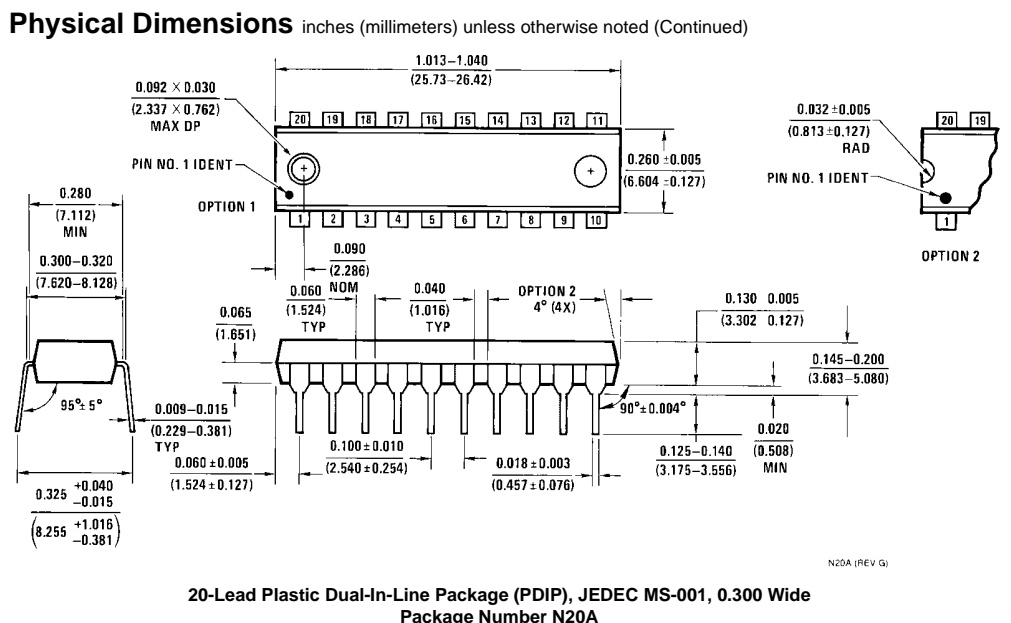 Physical Dimensions inches (millimeters) unless otherwise noted (Continued)
1.013–1.040
(25.73–26.42)
0.092 × 0.030
(2.337 × 0.762)
MAX DP
PIN NO. 1 IDENT
OPTION 1
20 19 18 17 16 15 14 13 12 11
1 2 3 4 5 6 7 8 9 10
0.260 ±0.005
(6.604 ±0.127)
0.032 ±0.005
(0.813 ±0.127)
RAD
PIN NO. 1 IDENT
20 19
1
OPTION 2
0.280
(7.112)
MIN
0.300–0.320
(7.620–8.128)
95° ± 5°
0.009–0.015
(0.229–0.381)
TYP
0.325 +0.040 −0.015
(8.255 +1.016 −0.381)
0.090
(2.286)
NOM
0.060
(1.524)
TYP
0.040
(1.016)
TYP
OPTION 2
4° (4X)
0.065
(1.651)
0.130 0.005
(3.302 0.127)
0.145–0.200
(3.683–5.080)
90° ±0.004°
0.020
(0.508)
MIN
0.125–0.140
(3.175–3.556)
0.100 ±0.010
(2.540 ±0.254)
0.060 ±0.005
(1.524 ±0.127)
0.018 ±0.003
(0.457 ±0.076)
N20A (REV G)
20-Lead Plastic Dual-In-Line Package (PDIP), JEDEC MS-001, 0.300 Wide
Package Number N20A